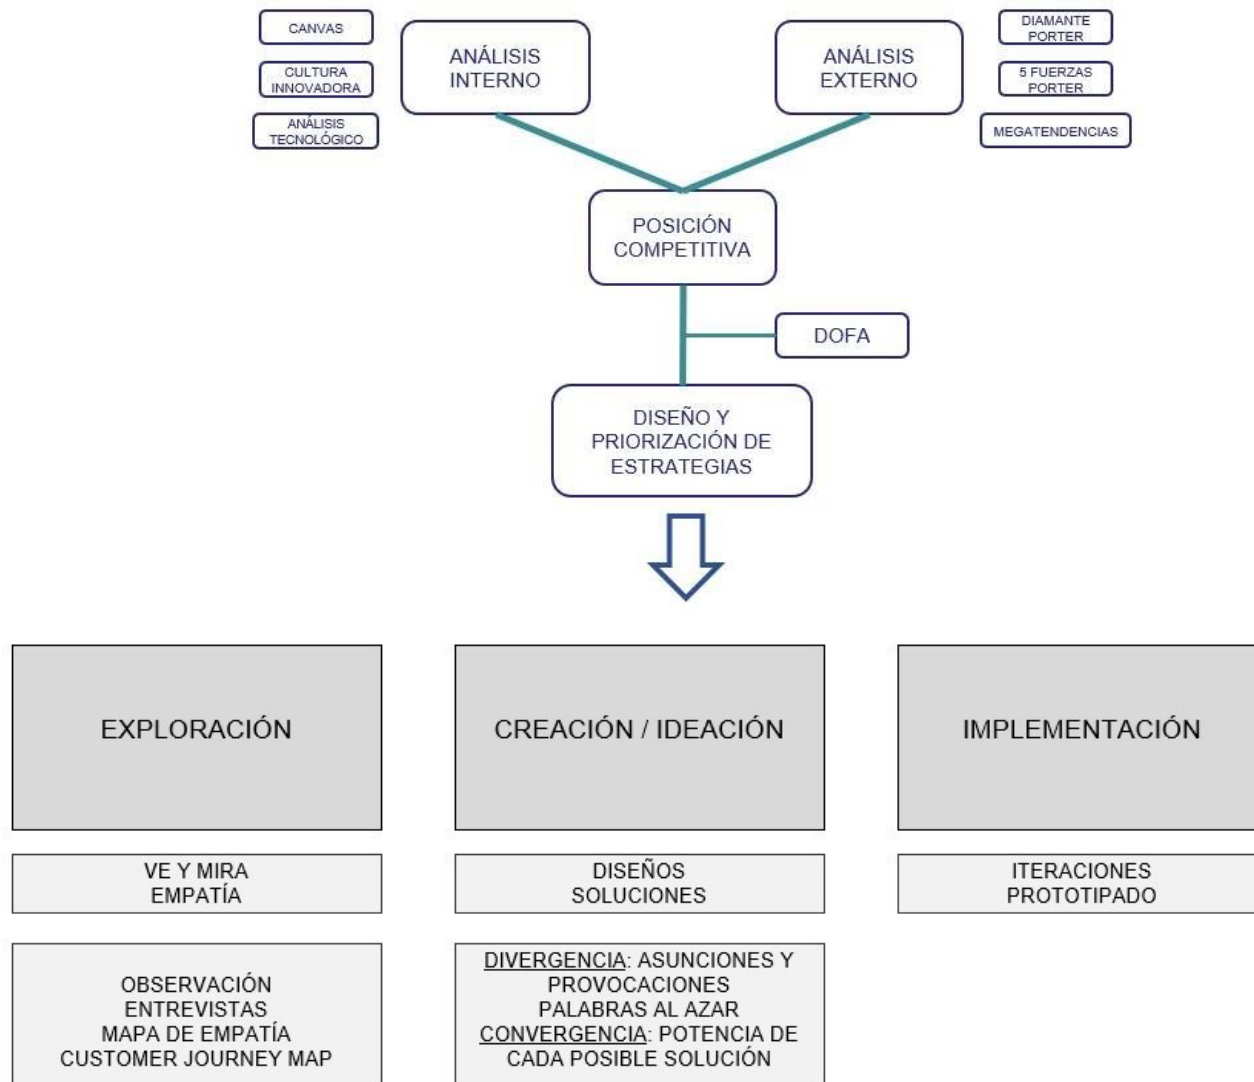 CANVAS
CULTURA
INNOVADORA
ANÁLISIS
TECNOLÓGICO
ANÁLISIS
INTERNO
ANÁLISIS
EXTERNO
DIAMANTE
PORTER
5 FUERZAS
PORTER
MEGATENDENCIAS
POSICIÓN
COMPETITIVA
DOFA
DISEÑO Y
PRIORIZACIÓN DE
ESTRATEGIAS
EXPLORACIÓN
CREACIÓN / IDEACIÓN
IMPLEMENTACIÓN
VE Y MIRA
EMPATÍA
DISEÑOS
SOLUCIONES
ITERACIONES
PROTOTIPADO
OBSERVACIÓN
ENTREVISTAS
MAPA DE EMPATÍA
CUSTOMER JOURNEY MAP
DIVERGENCIA: ASUNCIONES Y
PROVOCACIONES
PALABRAS AL AZAR
CONVERGENCIA: POTENCIA DE
CADA POSIBLE SOLUCIÓN